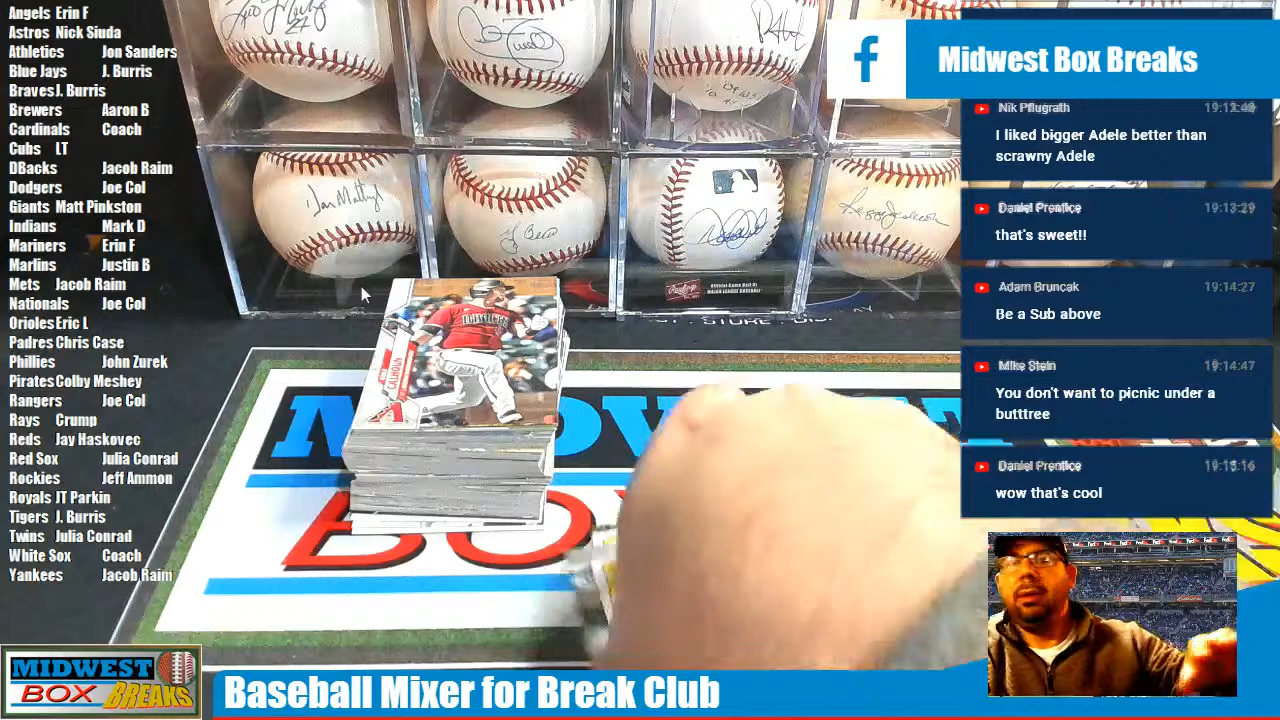 Angels Erin F
Astros Nick Siuda
Athletics Jon Sanders
Blue Jays J. Burris
Braves J. Burris
Brewers Aaron B
Cardinals Coach
Cubs LT
DBacks Jacob Raim
Dodgers Joe Col
Giants Matt Pinkston
Indians Mark D
Mariners Erin F
Marlins Justin B
Mets Jacob Raim
Nationals Joe Col
Orioles Eric L
Padres Chris Case
Phillies John Zurek
Pirates Colby Meshey
Rangers Joe Col
Rays Crump
Reds Jay Haskovec
Red Sox Julia Conrad
Rockies Jeff Ammon
Royals JT Parkin
Tigers J. Burris
Twins Julia Conrad
White Sox Coach
Yankees Jacob Raim
f Midwest Box Breaks
Nik Pflugrath
I liked bigger Adele better than
scrawny Adele
Daniel Prentice 19:13:29
that's sweet!!
Adam Bruncak 19:14:27
Be a Sub above
Mike Stein 19:14:47
You don't want to picnic under a
butttree
Daniel Prentice 19:15:16
wow that's cool
Rawlings
CALHOUN
MIDWEST
BOX BREAKS
Baseball Mixer for Break Club